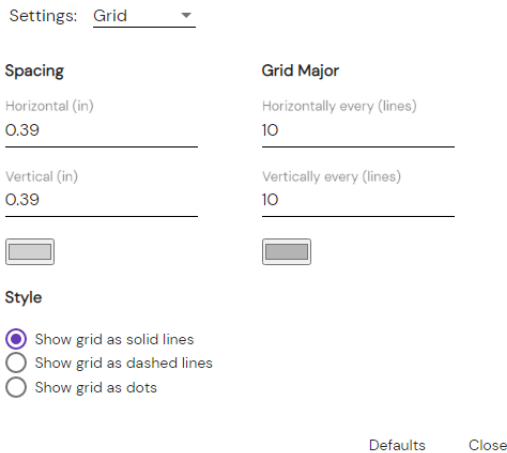 Settings: Grid
Spacing
Grid Major
Horizontal (in)
Horizontally every (lines)
0.39
10
Vertical (in)
Vertically every (lines)
0.39
10
Style
Show grid as solid lines
Show grid as dashed lines
Show grid as dots
Defaults
Close